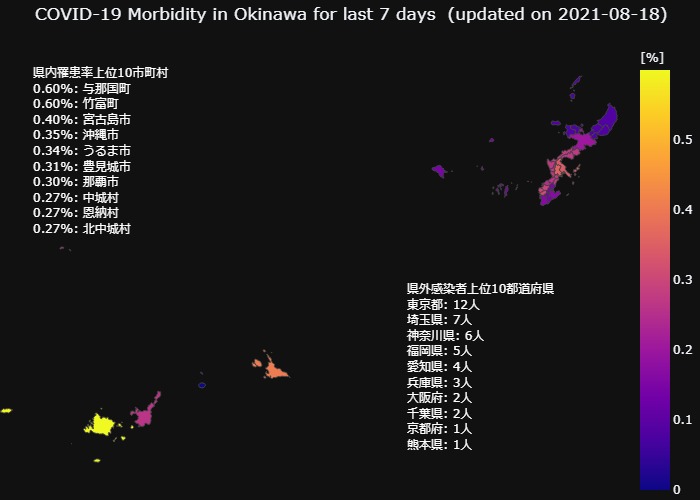 COVID-19 Morbidity in Okinawa for last 7 days  (updated on 2021-08-18)
県内罹患率上位10市町村
0.60%: 与那国町
0.60%: 竹富町
0.40%: 宮古島市
0.35%: 沖縄市
0.34%: うるま市
0.31%: 豊見城市
0.30%: 那覇市
0.27%: 中城村
0.27%: 恩納村
0.27%: 北中城村
県外感染者上位10都道府県
東京都: 12人
埼玉県: 7人
神奈川県: 6人
福岡県: 5人
愛知県: 4人
兵庫県: 3人
大阪府: 2人
千葉県: 2人
京都府: 1人
熊本県: 1人
[%]
0.5
0.4
0.3
0.2
0.1
0